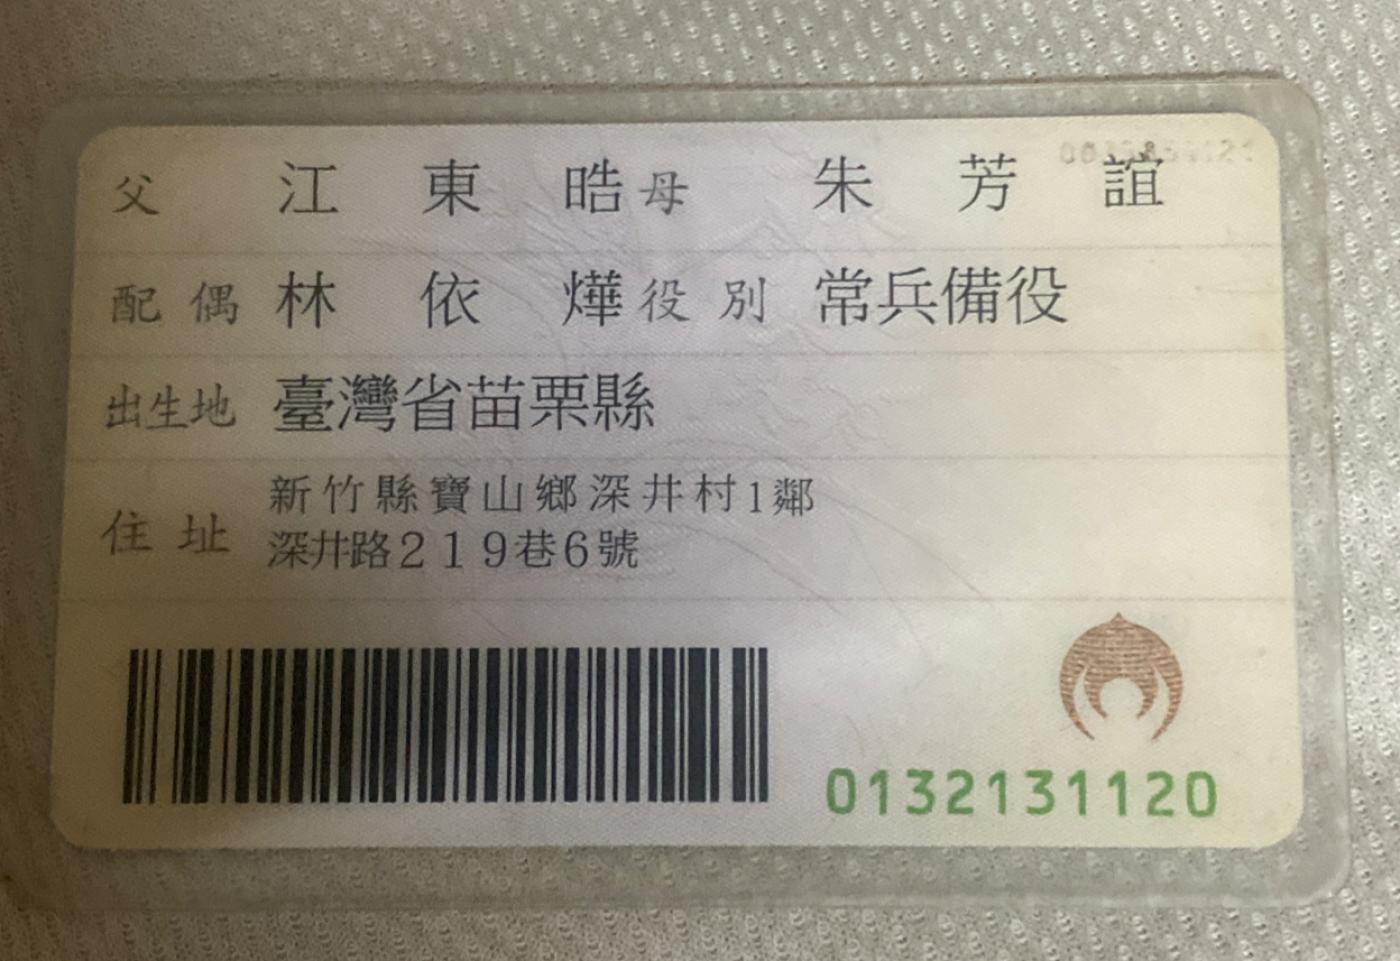 父 江東晧 母 朱芳誼
配偶 林依燁 役別 常兵備役
出生地 臺灣省苗栗縣
住址 新竹縣寶山鄉深井村1鄰
深井路219巷6號
0132131120